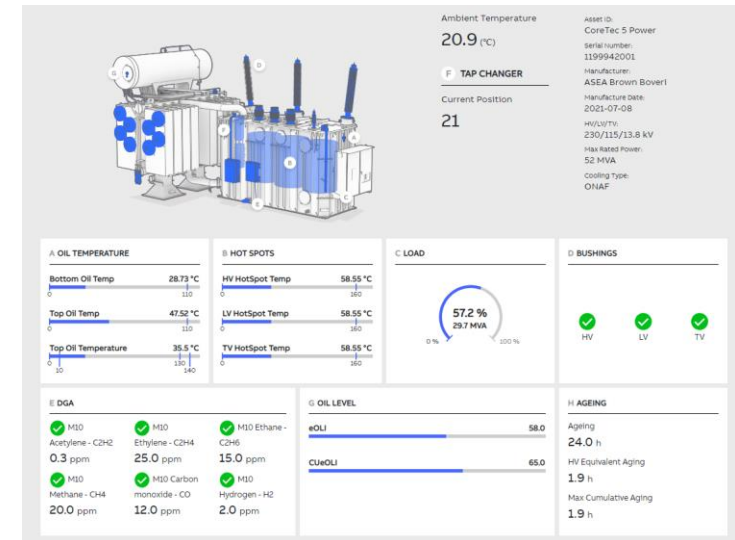 Ambient Temperature
20.9 (°C)
F TAP CHANGER
Current Position
21
Asset ID:
CoreTec 5 Power
Serial Number:
1199942001
Manufacturer:
ASEA Brown Boveri
Manufacture Date:
2021-07-08
HV/LV/TV:
230/115/13.8 kV
Max Rated Power:
52 MVA
Cooling Type:
ONAF
G
D
F
A
B
C
E
A OIL TEMPERATURE
Bottom Oil Temp 28.73 °C
0 110
Top Oil Temp 47.52 °C
0 110
Top Oil Temperature 35.5 °C
0 130
10 140
B HOT SPOTS
HV HotSpot Temp 58.55 °C
0 160
LV HotSpot Temp 58.55 °C
0 160
TV HotSpot Temp 58.55 °C
0 160
C LOAD
57.2 %
29.7 MVA
0 % 100 %
D BUSHINGS
HV LV TV
E DGA
M10 Acetylene - C2H2
0.3 ppm
M10 Ethylene - C2H4
25.0 ppm
M10 Ethane - C2H6
15.0 ppm
M10 Methane - CH4
20.0 ppm
M10 Carbon monoxide - CO
12.0 ppm
M10 Hydrogen - H2
2.0 ppm
G OIL LEVEL
eOLI 58.0
CUeOLI 65.0
H AGEING
Ageing
24.0 h
HV Equivalent Aging
1.9 h
Max Cumulative Aging
1.9 h